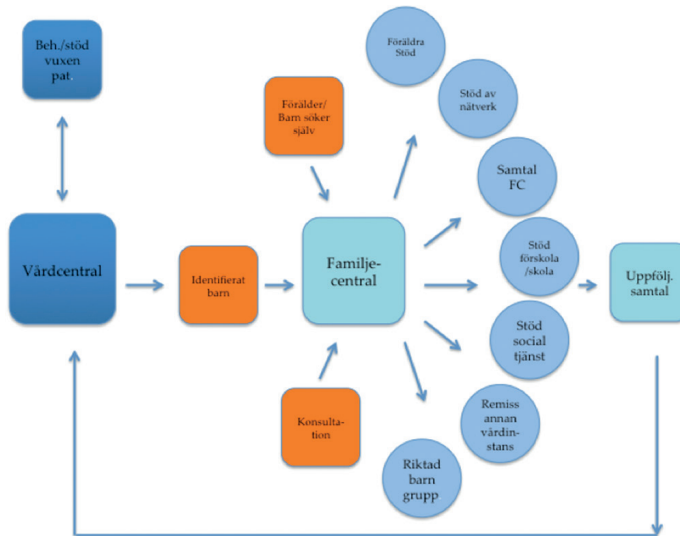 Beh./stöd
vuxen
pat.
Föräldra
Stöd
Förälder/
Barn söker
själv
Stöd av
nätverk
Samtal
FC
Vårdcentral
Identifierat
barn
Familje-
central
Stöd
förskola
/skola
Uppfölj.
samtal
Stöd
social
tjänst
Konsulta-
tion
Remiss
annan
vårdin-
stans
Riktad
barn
grupp